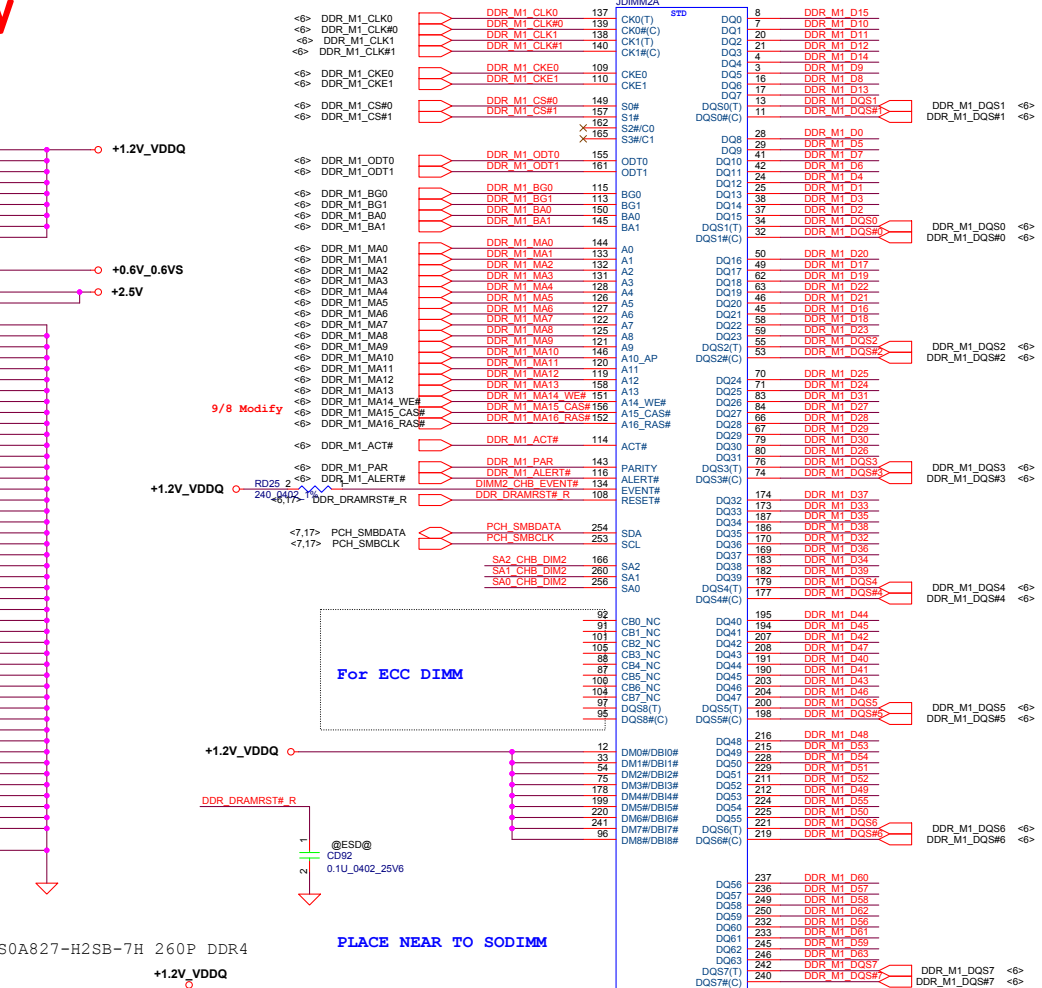 JDIMM2A
STD
<6> DDR_M1_CLK0 DDR_M1_CLK0 137 CK0(T) DQ0 8 DDR_M1_D15
<6> DDR_M1_CLK#0 DDR_M1_CLK#0 139 CK0#(C) DQ1 7 DDR_M1_D10
<6> DDR_M1_CLK1 DDR_M1_CLK1 138 CK1(T) DQ2 20 DDR_M1_D11
<6> DDR_M1_CLK#1 DDR_M1_CLK#1 140 CK1#(C) DQ3 21 DDR_M1_D12
DQ4 4 DDR_M1_D14
<6> DDR_M1_CKE0 DDR_M1_CKE0 109 CKE0 DQ5 3 DDR_M1_D9
<6> DDR_M1_CKE1 DDR_M1_CKE1 110 CKE1 DQ6 16 DDR_M1_D8
DQ7 17 DDR_M1_D13
<6> DDR_M1_CS#0 DDR_M1_CS#0 149 S0# DQS0(T) 13 DDR_M1_DQS1 DDR_M1_DQS1 <6>
<6> DDR_M1_CS#1 DDR_M1_CS#1 157 S1# DQS0#(C) 11 DDR_M1_DQS#1 DDR_M1_DQS#1 <6>
162 S2#/C0
165 S3#/C1 DQ8 28 DDR_M1_D0
+1.2V_VDDQ
DQ9 29 DDR_M1_D5
<6> DDR_M1_ODT0 DDR_M1_ODT0 155 ODT0 DQ10 41 DDR_M1_D7
<6> DDR_M1_ODT1 DDR_M1_ODT1 161 ODT1 DQ11 42 DDR_M1_D6
DQ12 24 DDR_M1_D4
<6> DDR_M1_BG0 DDR_M1_BG0 115 BG0 DQ13 25 DDR_M1_D1
<6> DDR_M1_BG1 DDR_M1_BG1 113 BG1 DQ14 38 DDR_M1_D3
<6> DDR_M1_BA0 DDR_M1_BA0 150 BA0 DQ15 37 DDR_M1_D2
<6> DDR_M1_BA1 DDR_M1_BA1 145 BA1 DQS1(T) 34 DDR_M1_DQS0 DDR_M1_DQS0 <6>
DQS1#(C) 32 DDR_M1_DQS#0 DDR_M1_DQS#0 <6>
<6> DDR_M1_MA0 DDR_M1_MA0 144 A0
<6> DDR_M1_MA1 DDR_M1_MA1 133 A1 DQ16 50 DDR_M1_D20
+0.6V_0.6VS
<6> DDR_M1_MA2 DDR_M1_MA2 132 A2 DQ17 49 DDR_M1_D17
<6> DDR_M1_MA3 DDR_M1_MA3 131 A3 DQ18 62 DDR_M1_D19
+2.5V
<6> DDR_M1_MA4 DDR_M1_MA4 128 A4 DQ19 63 DDR_M1_D22
<6> DDR_M1_MA5 DDR_M1_MA5 126 A5 DQ20 46 DDR_M1_D21
<6> DDR_M1_MA6 DDR_M1_MA6 127 A6 DQ21 45 DDR_M1_D16
<6> DDR_M1_MA7 DDR_M1_MA7 122 A7 DQ22 58 DDR_M1_D18
<6> DDR_M1_MA8 DDR_M1_MA8 125 A8 DQ23 59 DDR_M1_D23
<6> DDR_M1_MA9 DDR_M1_MA9 121 A9 DQS2(T) 55 DDR_M1_DQS2 DDR_M1_DQS2 <6>
<6> DDR_M1_MA10 DDR_M1_MA10 146 A10_AP DQS2#(C) 53 DDR_M1_DQS#2 DDR_M1_DQS#2 <6>
<6> DDR_M1_MA11 DDR_M1_MA11 120 A11
<6> DDR_M1_MA12 DDR_M1_MA12 119 A12 DQ24 70 DDR_M1_D25
<6> DDR_M1_MA13 DDR_M1_MA13 158 A13 DQ25 71 DDR_M1_D24
9/8 Modify <6> DDR_M1_MA14_WE# DDR_M1_MA14_WE# 151 A14_WE# DQ26 83 DDR_M1_D31
<6> DDR_M1_MA15_CAS# DDR_M1_MA15_CAS# 156 A15_CAS# DQ27 84 DDR_M1_D27
<6> DDR_M1_MA16_RAS# DDR_M1_MA16_RAS# 152 A16_RAS# DQ28 66 DDR_M1_D28
DQ29 67 DDR_M1_D29
<6> DDR_M1_ACT# DDR_M1_ACT# 114 ACT# DQ30 79 DDR_M1_D30
DQ31 80 DDR_M1_D26
<6> DDR_M1_PAR DDR_M1_PAR 143 PARITY DQS3(T) 76 DDR_M1_DQS3 DDR_M1_DQS3 <6>
<6> DDR_M1_ALERT# DDR_M1_ALERT# 116 ALERT# DQS3#(C) 74 DDR_M1_DQS#3 DDR_M1_DQS#3 <6>
+1.2V_VDDQ RD25 2 1 DIMM2_CHB_EVENT# 134 EVENT#
240_0402_1%
<6,17> DDR_DRAMRST#_R DDR_DRAMRST#_R 108 RESET# DQ32 174 DDR_M1_D37
DQ33 173 DDR_M1_D33
DQ34 187 DDR_M1_D35
<7,17> PCH_SMBDATA PCH_SMBDATA 254 SDA DQ35 186 DDR_M1_D38
<7,17> PCH_SMBCLK PCH_SMBCLK 253 SCL DQ36 170 DDR_M1_D32
DQ37 169 DDR_M1_D36
SA2_CHB_DIM2 166 SA2 DQ38 183 DDR_M1_D34
SA1_CHB_DIM2 260 SA1 DQ39 182 DDR_M1_D39
SA0_CHB_DIM2 256 SA0 DQS4(T) 179 DDR_M1_DQS4 DDR_M1_DQS4 <6>
DQS4#(C) 177 DDR_M1_DQS#4 DDR_M1_DQS#4 <6>
92 CB0_NC DQ40 195 DDR_M1_D44
91 CB1_NC DQ41 194 DDR_M1_D45
101 CB2_NC DQ42 207 DDR_M1_D42
105 CB3_NC DQ43 208 DDR_M1_D47
88 CB4_NC DQ44 191 DDR_M1_D40
For ECC DIMM
87 CB5_NC DQ45 190 DDR_M1_D41
100 CB6_NC DQ46 203 DDR_M1_D43
104 CB7_NC DQ47 204 DDR_M1_D46
97 DQS8(T) DQS5(T) 200 DDR_M1_DQS5 DDR_M1_DQS5 <6>
95 DQS8#(C) DQS5#(C) 198 DDR_M1_DQS#5 DDR_M1_DQS#5 <6>
DQ48 216 DDR_M1_D48
+1.2V_VDDQ 12 DM0#/DBI0# DQ49 215 DDR_M1_D53
33 DM1#/DBI1# DQ50 228 DDR_M1_D54
54 DM2#/DBI2# DQ51 229 DDR_M1_D51
75 DM3#/DBI3# DQ52 211 DDR_M1_D52
178 DM4#/DBI4# DQ53 212 DDR_M1_D49
199 DM5#/DBI5# DQ54 224 DDR_M1_D55
DDR_DRAMRST#_R
220 DM6#/DBI6# DQ55 225 DDR_M1_D50
241 DM7#/DBI7# DQS6(T) 221 DDR_M1_DQS6 DDR_M1_DQS6 <6>
96 DM8#/DBI8# DQS6#(C) 219 DDR_M1_DQS#6 DDR_M1_DQS#6 <6>
1 @ESD@
CD92
2 0.1U_0402_25V6
DQ56 237 DDR_M1_D60
DQ57 236 DDR_M1_D57
DQ58 249 DDR_M1_D58
DQ59 250 DDR_M1_D62
DQ60 232 DDR_M1_D56
DQ61 233 DDR_M1_D61
S0A827-H2SB-7H 260P DDR4 PLACE NEAR TO SODIMM
DQ62 245 DDR_M1_D59
DQ63 246 DDR_M1_D63
DQS7(T) 242 DDR_M1_DQS7 DDR_M1_DQS7 <6>
+1.2V_VDDQ
DQS7#(C) 240 DDR_M1_DQS#7 DDR_M1_DQS#7 <6>